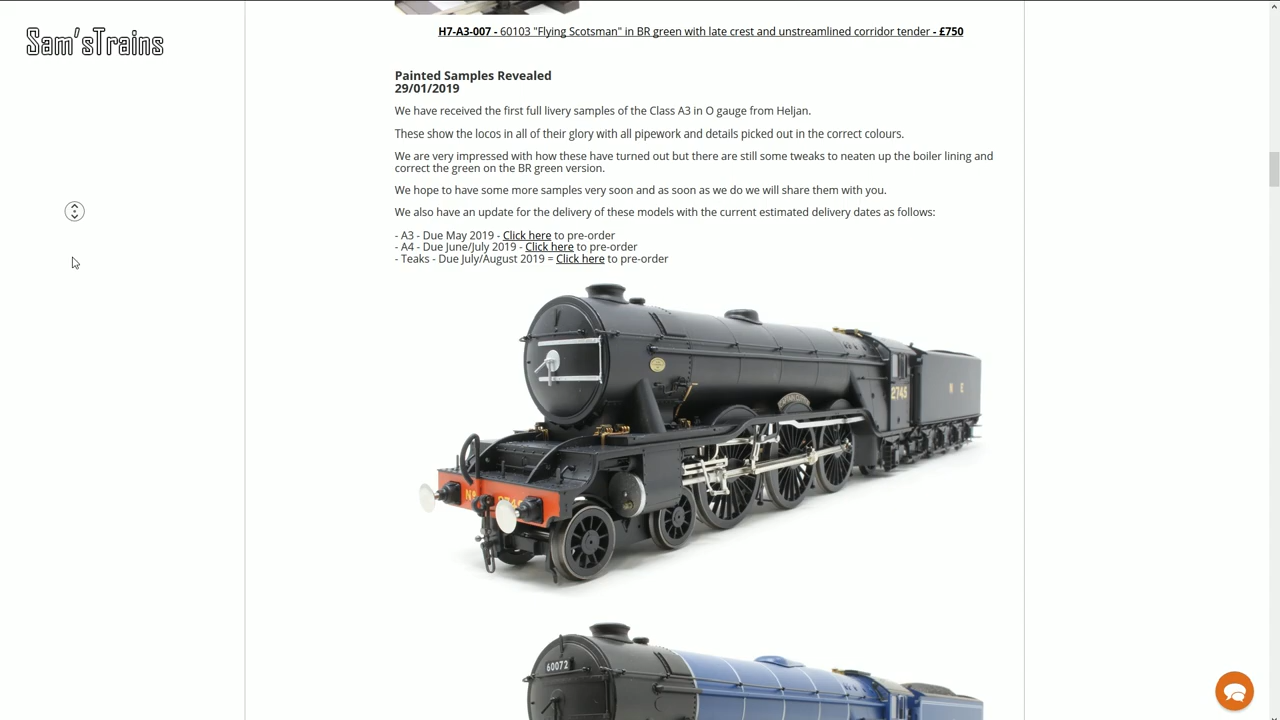 Sam'sTrains
H7-A3-007 - 60103 "Flying Scotsman" in BR green with late crest and unstreamlined corridor tender - £750
Painted Samples Revealed
29/01/2019
We have received the first full livery samples of the Class A3 in O gauge from Heljan.
These show the locos in all of their glory with all pipework and details picked out in the correct colours.
We are very impressed with how these have turned out but there are still some tweaks to neaten up the boiler lining and
correct the green on the BR green version.
We hope to have some more samples very soon and as soon as we do we will share them with you.
We also have an update for the delivery of these models with the current estimated delivery dates as follows:
- A3 - Due May 2019 - Click here to pre-order
- A4 - Due June/July 2019 - Click here to pre-order
- Teaks - Due July/August 2019 = Click here to pre-order
2745
N E
60072